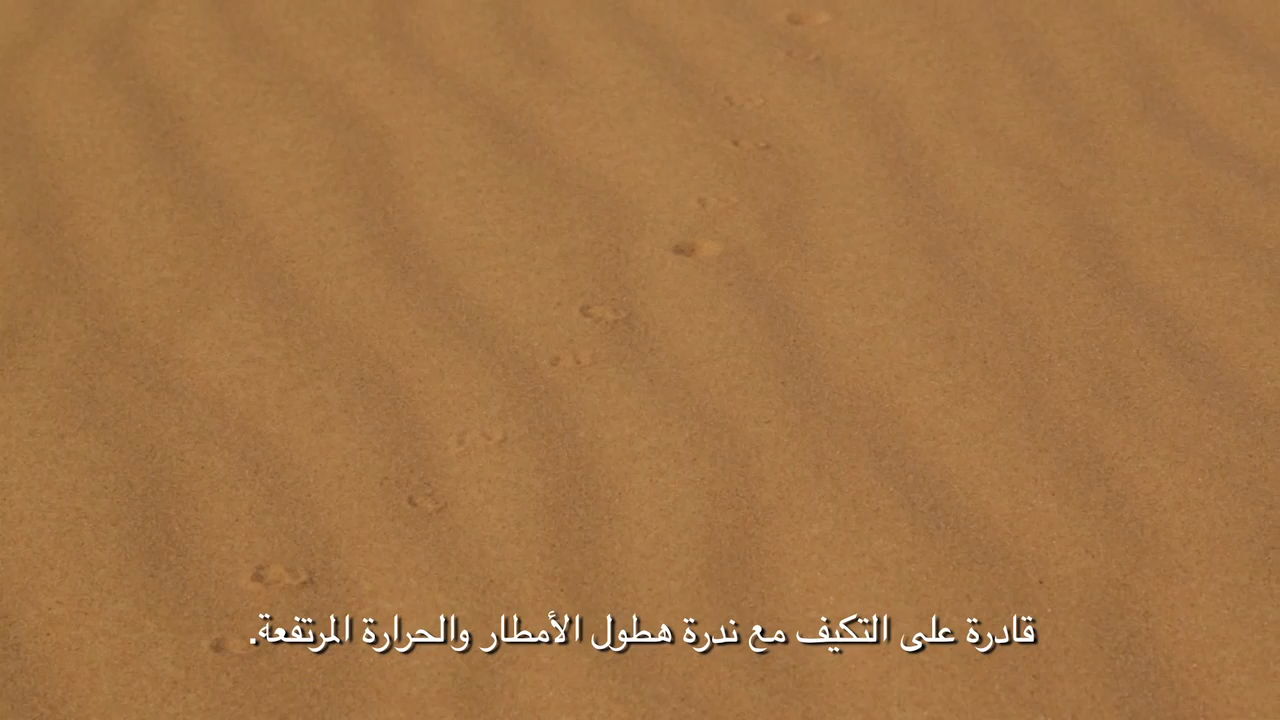 قادرة على التكيف مع ندرة هطول الأمطار والحرارة المرتفعة.